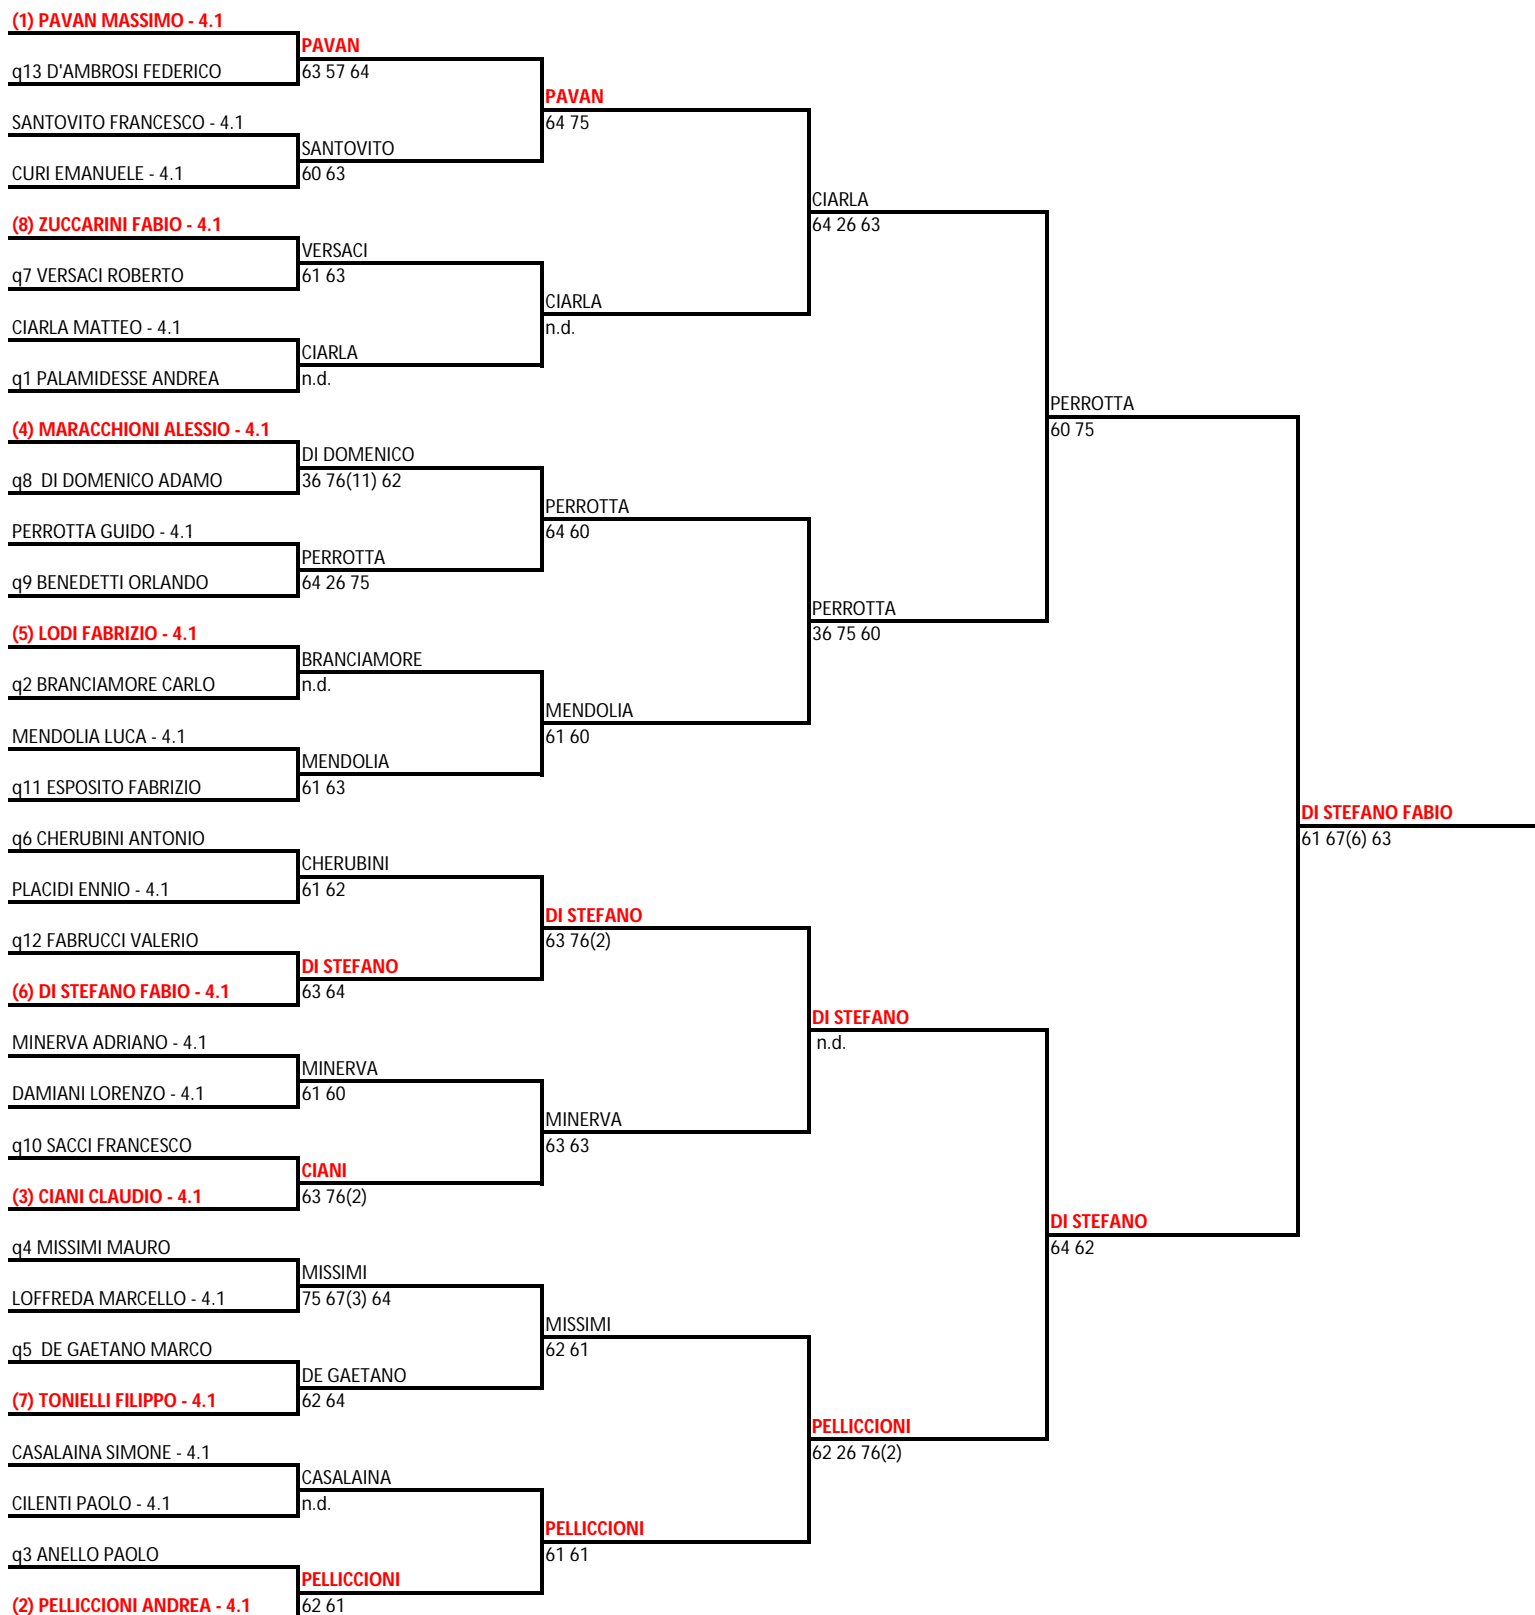 (1) PAVAN MASSIMO - 4.1
PAVAN
q13 D'AMBROSI FEDERICO
63 57 64
PAVAN
SANTOVITO FRANCESCO - 4.1
64 75
SANTOVITO
CURI EMANUELE - 4.1
60 63
CIARLA
(8) ZUCCARINI FABIO - 4.1
64 26 63
VERSACI
q7 VERSACI ROBERTO
61 63
CIARLA
CIARLA MATTEO - 4.1
n.d.
CIARLA
q1 PALAMIDESSE ANDREA
n.d.
PERROTTA
(4) MARACCHIONI ALESSIO - 4.1
60 75
DI DOMENICO
q8  DI DOMENICO ADAMO
36 76(11) 62
PERROTTA
PERROTTA GUIDO - 4.1
64 60
PERROTTA
q9 BENEDETTI ORLANDO
64 26 75
PERROTTA
(5) LODI FABRIZIO - 4.1
36 75 60
BRANCIAMORE
q2 BRANCIAMORE CARLO
n.d.
MENDOLIA
MENDOLIA LUCA - 4.1
61 60
MENDOLIA
q11 ESPOSITO FABRIZIO
61 63
DI STEFANO FABIO
q6 CHERUBINI ANTONIO
61 67(6) 63
CHERUBINI
PLACIDI ENNIO - 4.1
61 62
DI STEFANO
q12 FABRUCCI VALERIO
63 76(2)
DI STEFANO
(6) DI STEFANO FABIO - 4.1
63 64
DI STEFANO
MINERVA ADRIANO - 4.1
n.d.
MINERVA
DAMIANI LORENZO - 4.1
61 60
MINERVA
q10 SACCI FRANCESCO
63 63
CIANI
(3) CIANI CLAUDIO - 4.1
63 76(2)
DI STEFANO
q4 MISSIMI MAURO
64 62
MISSIMI
LOFFREDA MARCELLO - 4.1
75 67(3) 64
MISSIMI
q5  DE GAETANO MARCO
62 61
DE GAETANO
(7) TONIELLI FILIPPO - 4.1
62 64
PELLICCIONI
CASALAINA SIMONE - 4.1
62 26 76(2)
CASALAINA
CILENTI PAOLO - 4.1
n.d.
PELLICCIONI
q3 ANELLO PAOLO
61 61
PELLICCIONI
(2) PELLICCIONI ANDREA - 4.1
62 61